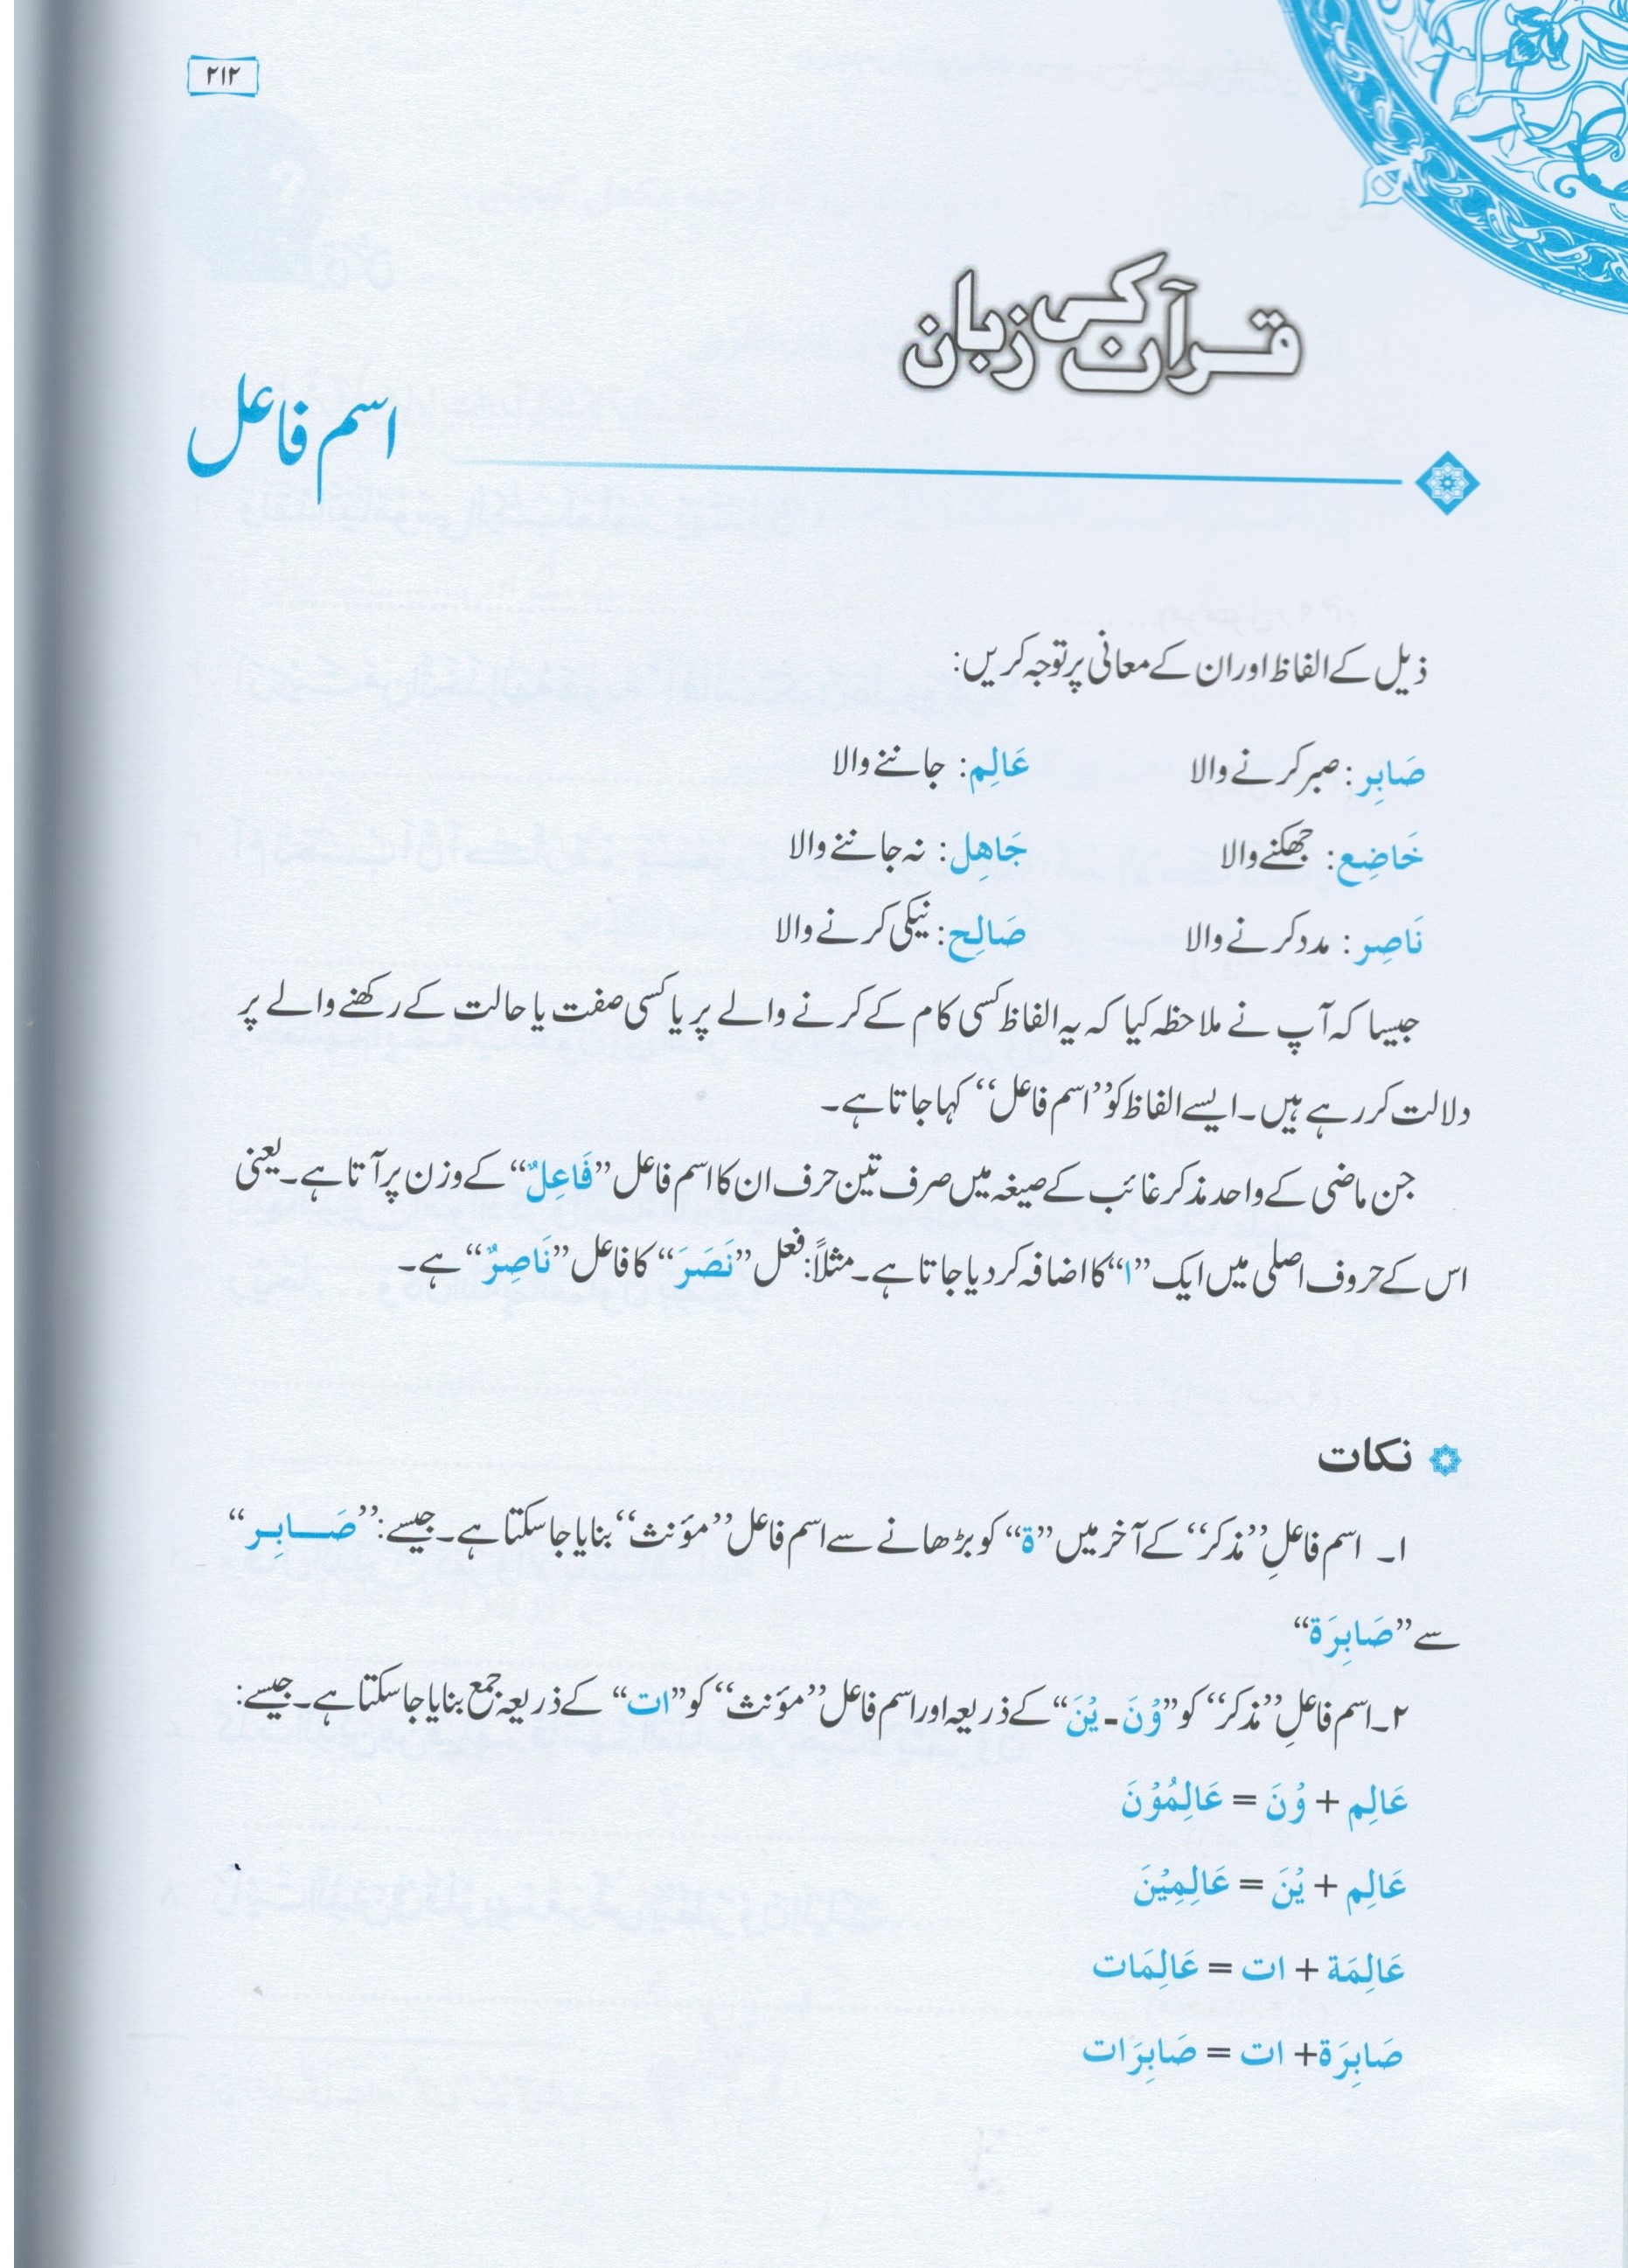 ۲۱۲
قرآن کی زبان
اسم فاعل
ذیل کے الفاظ اور ان کے معانی پر توجہ کریں:
صَابِر: صبر کرنے والا عَالِم: جاننے والا
خَاضِع: جھکنے والا جَاهِل: نہ جاننے والا
نَاصِر: مدد کرنے والا صَالِح: نیکی کرنے والا
جیسا کہ آپ نے ملاحظہ کیا کہ یہ الفاظ کسی کام کے کرنے والے پر یا کسی صفت یا حالت کے رکھنے والے پر
دلالت کر رہے ہیں۔ ایسے الفاظ کو ”اسم فاعل“ کہا جاتا ہے۔
جن ماضی کے واحد مذکر غائب کے صیغہ میں صرف تین حرف ان کا اسم فاعل ”فَاعِلٌ“ کے وزن پر آتا ہے۔ یعنی
اس کے حروف اصلی میں ایک ”ا“ کا اضافہ کر دیا جاتا ہے۔ مثلاً: فعل ”نَصَرَ“ کا فاعل ”نَاصِرٌ“ ہے۔
نکات
۱۔ اسم فاعلِ ”مذکر“ کے آخر میں ”ة“ کو بڑھانے سے اسم فاعل ”مؤنث“ بنایا جاسکتا ہے۔ جیسے: ”صَــابِـر“
سے ”صَابِرَة“
۲۔ اسم فاعلِ ”مذکر“ کو ”وْنَ - یْنَ“ کے ذریعہ اور اسم فاعل ”مؤنث“ کو ”ات“ کے ذریعہ جمع بنایا جاسکتا ہے۔ جیسے:
عَالِم + وْنَ = عَالِمُوْنَ
عَالِم + یْنَ = عَالِمِیْنَ
عَالِمَة + ات = عَالِمَات
صَابِرَة + ات = صَابِرَات